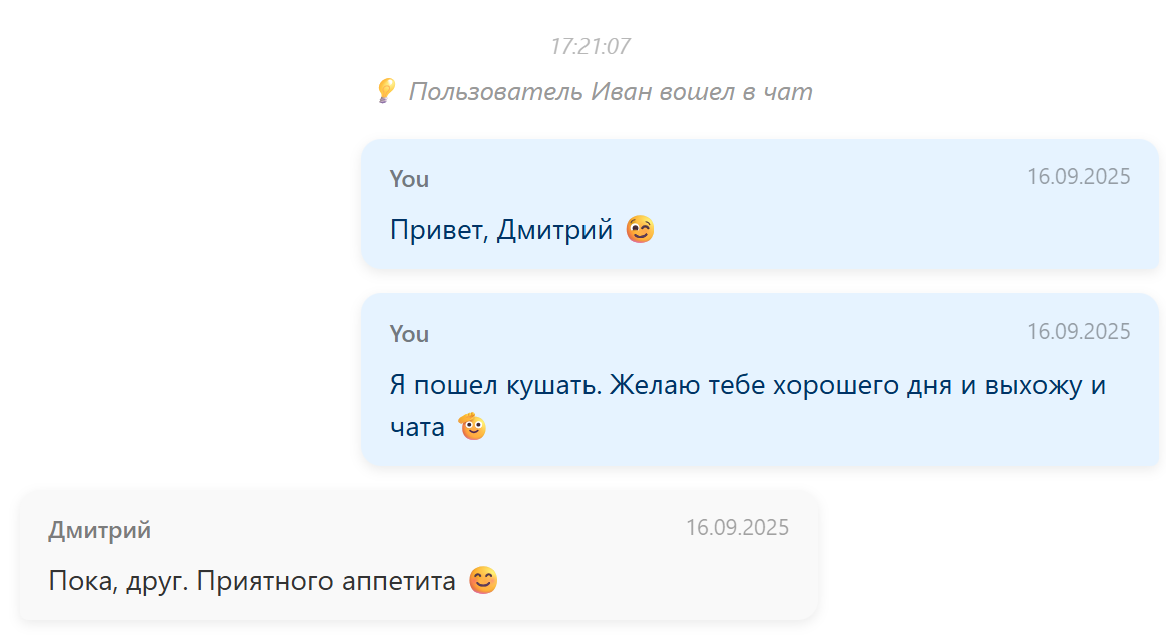 17:21:07
💡 Пользователь Иван вошел в чат
You 16.09.2025
Привет, Дмитрий 😉
You 16.09.2025
Я пошел кушать. Желаю тебе хорошего дня и выхожу и
чата 🫡
Дмитрий 16.09.2025
Пока, друг. Приятного аппетита 😊